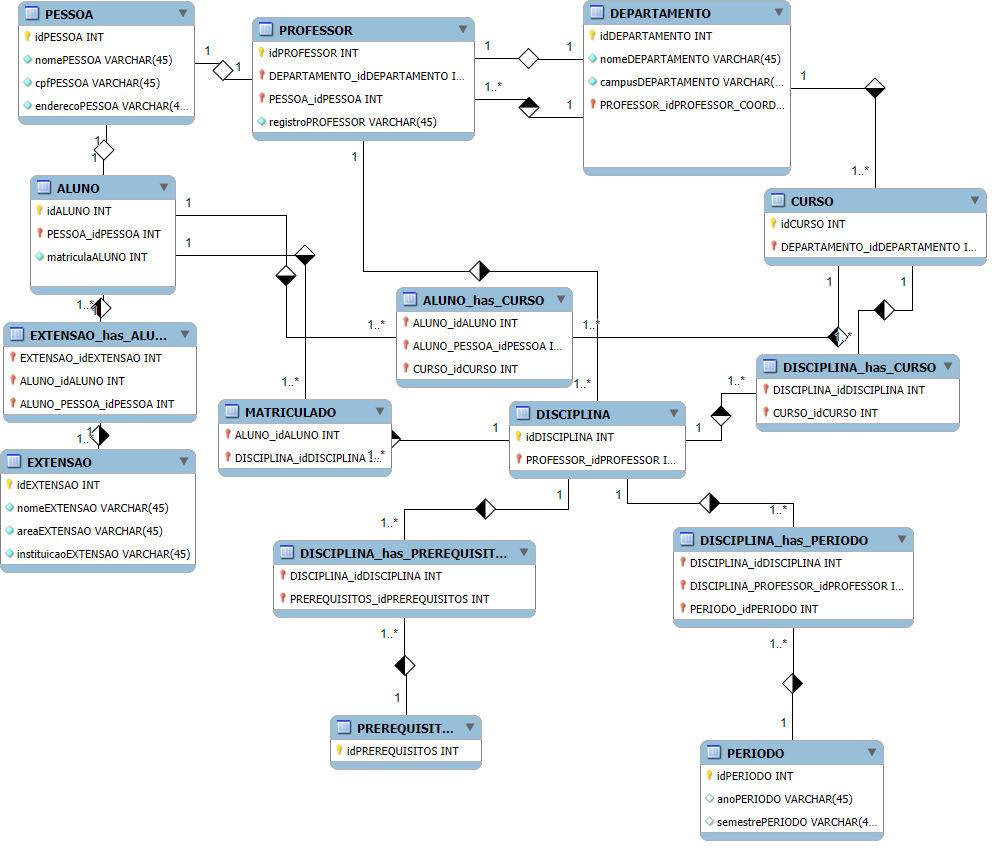 PESSOA
idPESSOA INT
nomePESSOA VARCHAR(45)
cpfPESSOA VARCHAR(45)
enderecoPESSOA VARCHAR(4...
1
1
PROFESSOR
idPROFESSOR INT
DEPARTAMENTO_idDEPARTAMENTO I...
PESSOA_idPESSOA INT
registroPROFESSOR VARCHAR(45)
1
1
1..*
1
DEPARTAMENTO
idDEPARTAMENTO INT
nomeDEPARTAMENTO VARCHAR(45)
campusDEPARTAMENTO VARCHAR(...
PROFESSOR_idPROFESSOR_COORD...
1
1..*
1
1
ALUNO
idALUNO INT
PESSOA_idPESSOA INT
matriculaALUNO INT
1
1
1
CURSO
idCURSO INT
DEPARTAMENTO_idDEPARTAMENTO I...
1
1
1..*
1
EXTENSAO_has_ALU...
EXTENSAO_idEXTENSAO INT
ALUNO_idALUNO INT
ALUNO_PESSOA_idPESSOA INT
1
1..*
ALUNO_has_CURSO
ALUNO_idALUNO INT
ALUNO_PESSOA_idPESSOA I...
CURSO_idCURSO INT
1..*
1..*
1..*
DISCIPLINA_has_CURSO
DISCIPLINA_idDISCIPLINA INT
CURSO_idCURSO INT
1..*
1..*
1..*
MATRICULADO
ALUNO_idALUNO INT
DISCIPLINA_idDISCIPLINA
1..*
1
DISCIPLINA
idDISCIPLINA INT
PROFESSOR_idPROFESSOR I...
1
1
1
EXTENSAO
idEXTENSAO INT
nomeEXTENSAO VARCHAR(45)
areaEXTENSAO VARCHAR(45)
instituicaoEXTENSAO VARCHAR(45)
1..*
1..*
DISCIPLINA_has_PREREQUISIT...
DISCIPLINA_idDISCIPLINA INT
PREREQUISITOS_idPREREQUISITOS INT
1..*
1
DISCIPLINA_has_PERIODO
DISCIPLINA_idDISCIPLINA INT
DISCIPLINA_PROFESSOR_idPROFESSOR I...
PERIODO_idPERIODO INT
1..*
1
PREREQUISIT...
idPREREQUISITOS INT
PERIODO
idPERIODO INT
anoPERIODO VARCHAR(45)
semestrePERIODO VARCHAR(4...